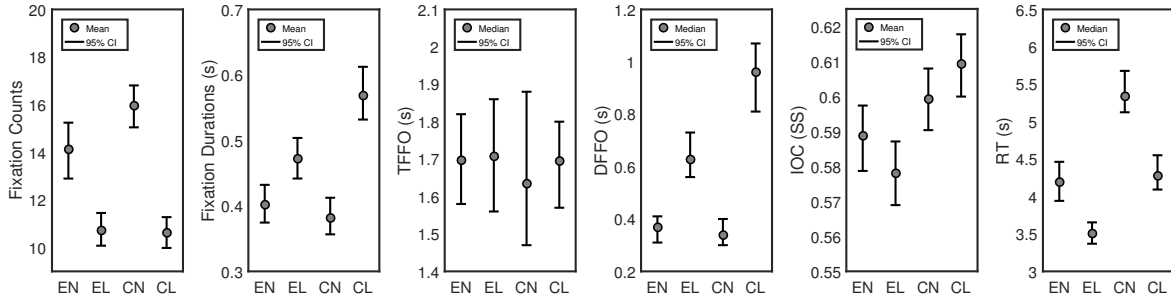 Fixation Counts
20
18
16
14
12
10
Mean
95% CI
EN EL CN CL
Fixation Durations (s)
0.7
0.6
0.5
0.4
0.3
Mean
95% CI
EN EL CN CL
TFFO (s)
2.1
2
1.9
1.8
1.7
1.6
1.5
1.4
Median
95% CI
EN EL CN CL
DFFO (s)
1.2
1
0.8
0.6
0.4
0.2
Median
95% CI
EN EL CN CL
IOC (SS)
0.62
0.61
0.6
0.59
0.58
0.57
0.56
0.55
Mean
95% CI
EN EL CN CL
RT (s)
6.5
6
5.5
5
4.5
4
3.5
3
Median
95% CI
EN EL CN CL